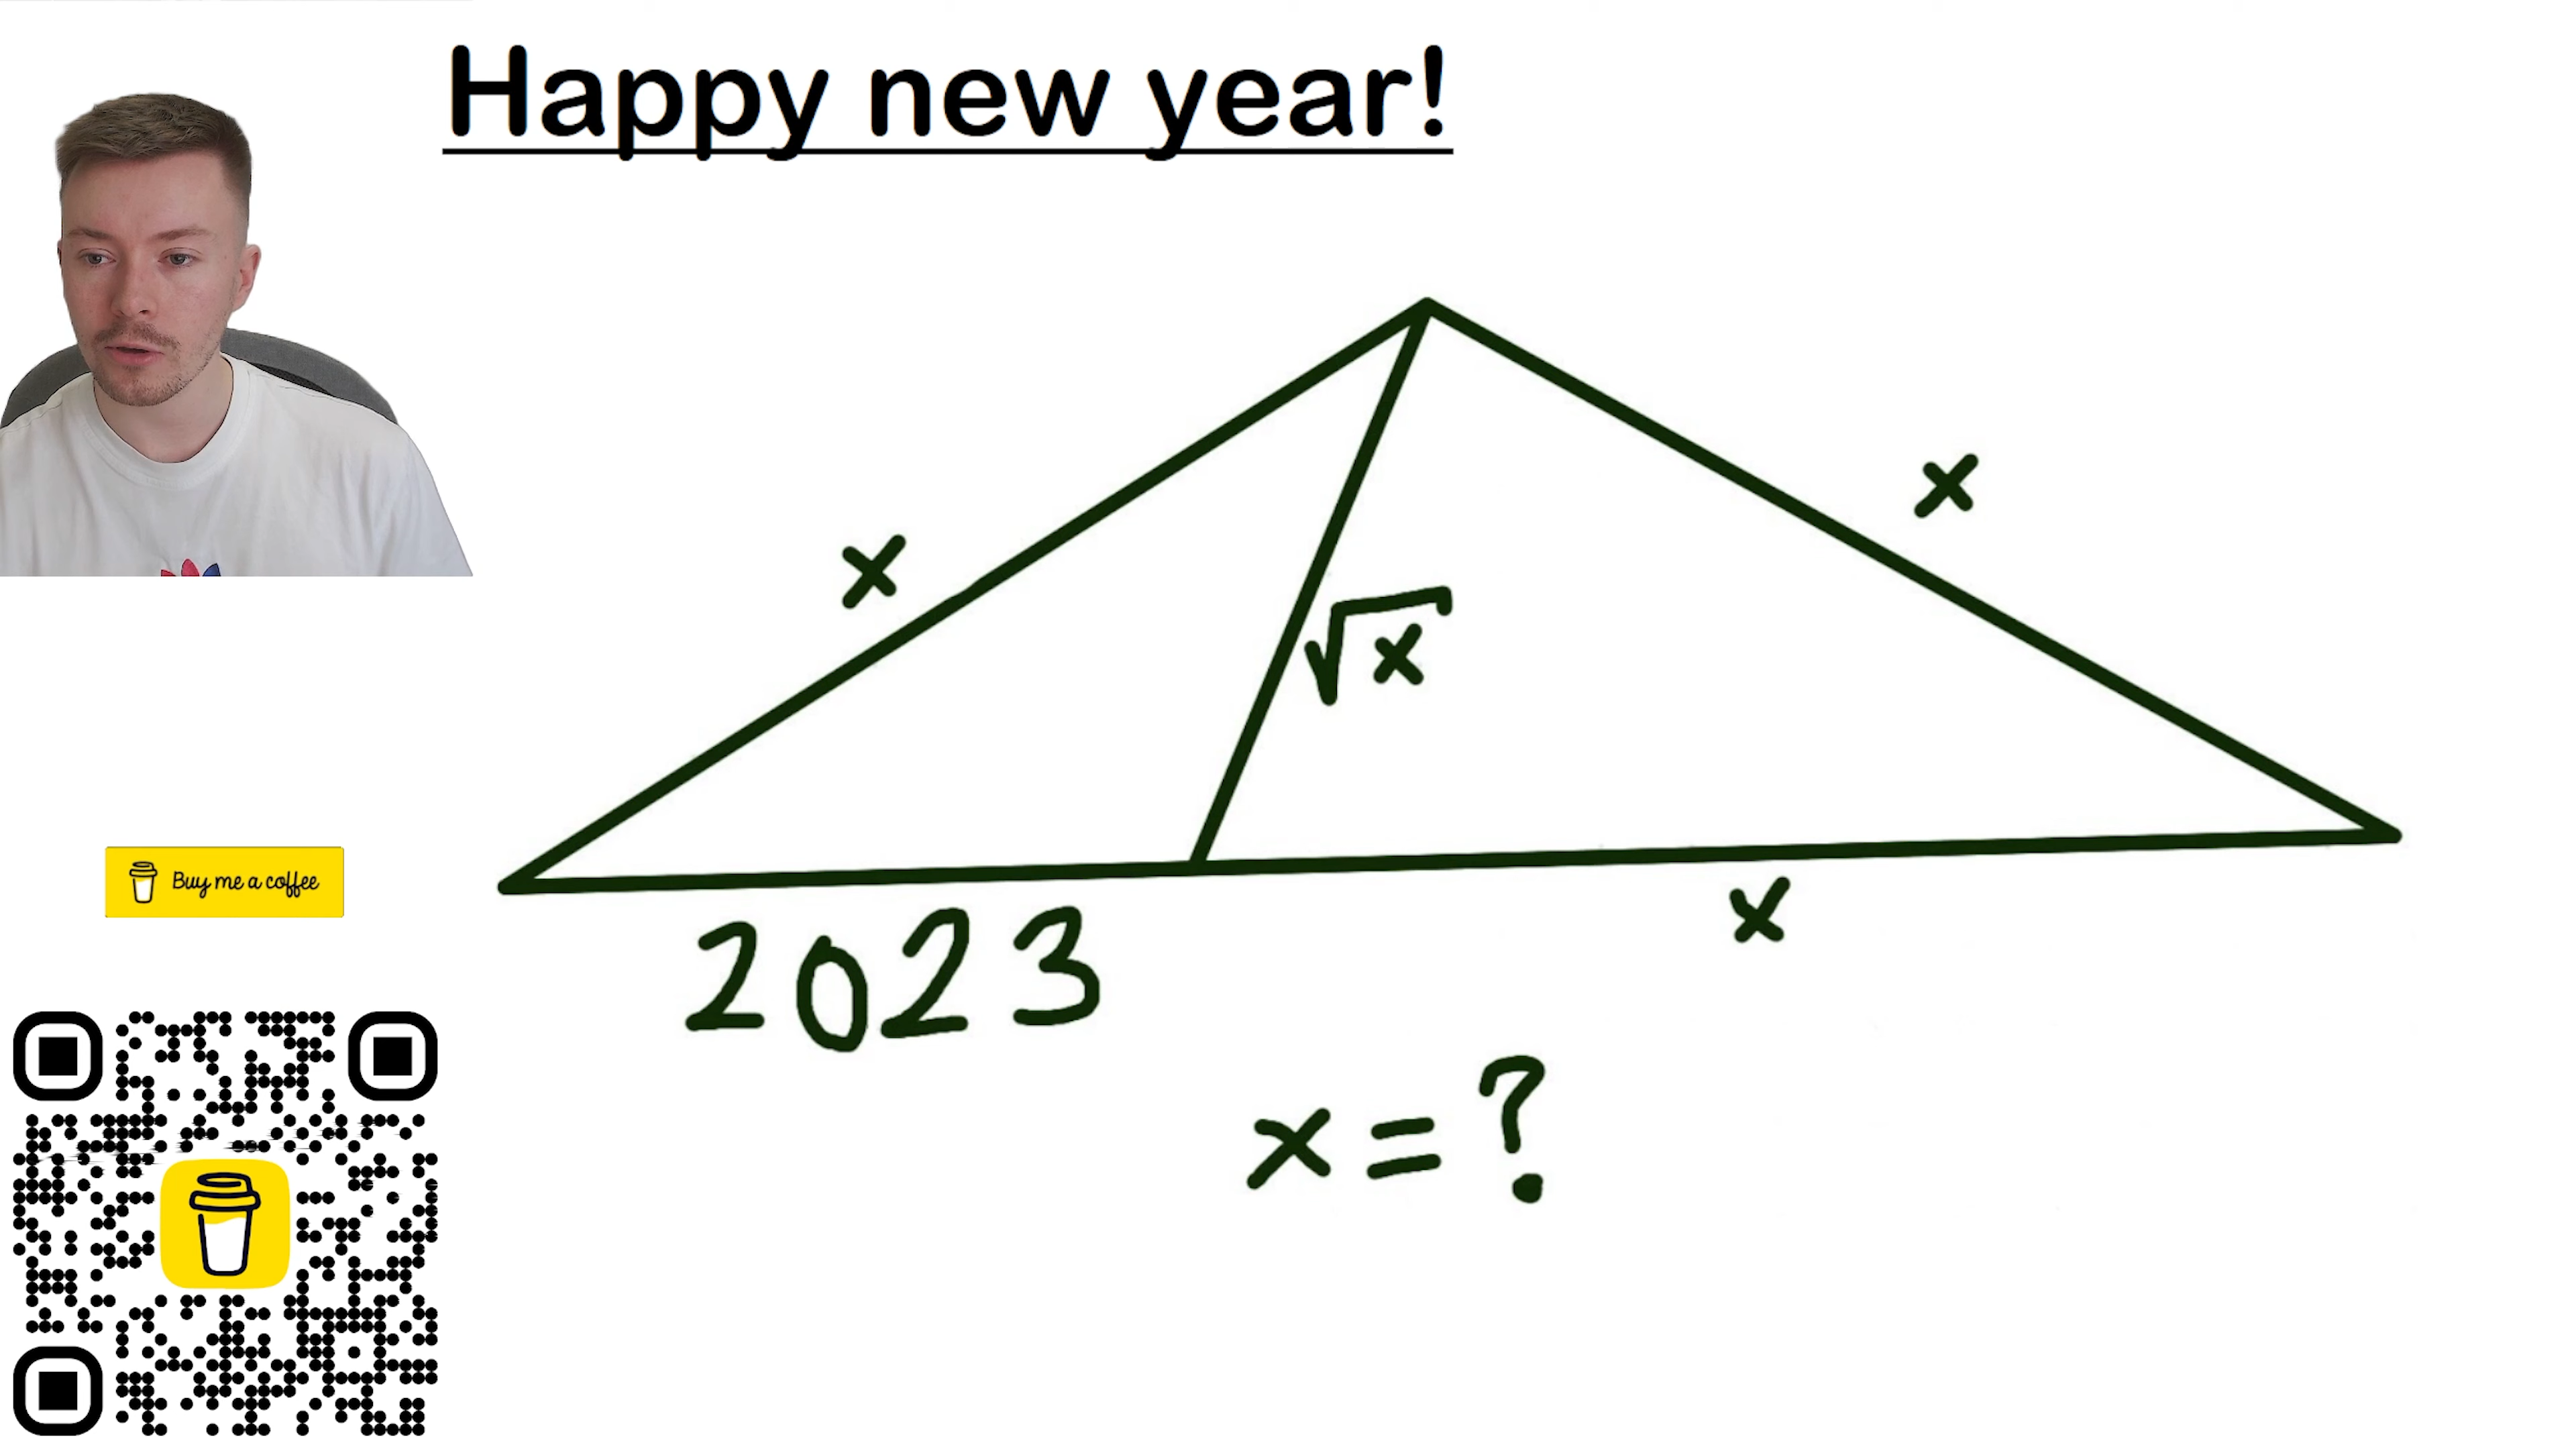 Happy new year!
x
x
√x
x
2023
x = ?
Buy me a coffee